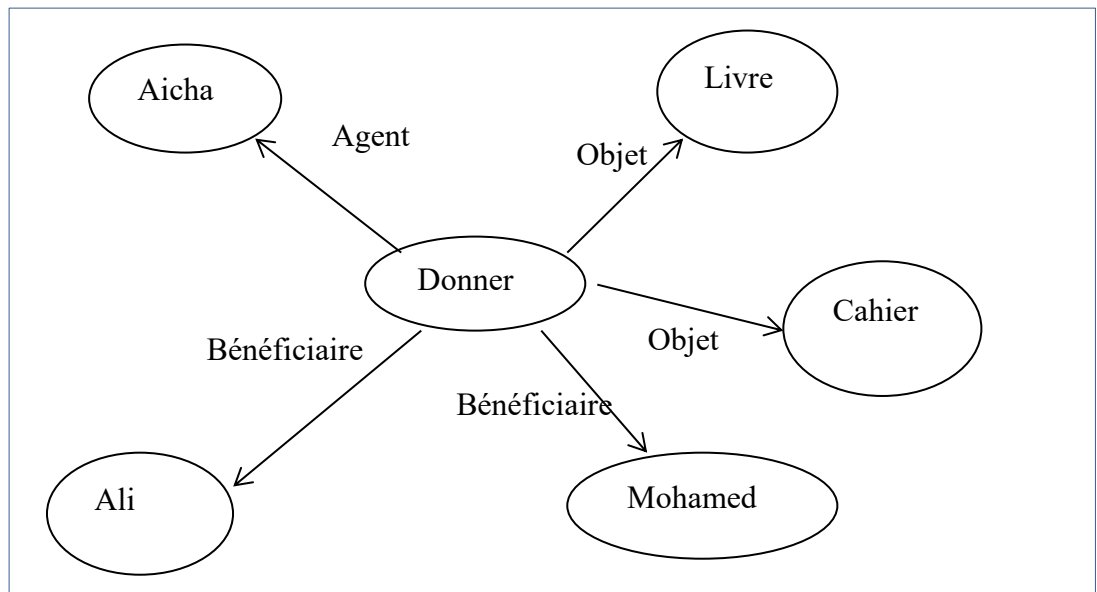 Livre
Aicha
Agent
Objet
Donner
Cahier
Objet
Bénéficiaire
Bénéficiaire
Ali
Mohamed